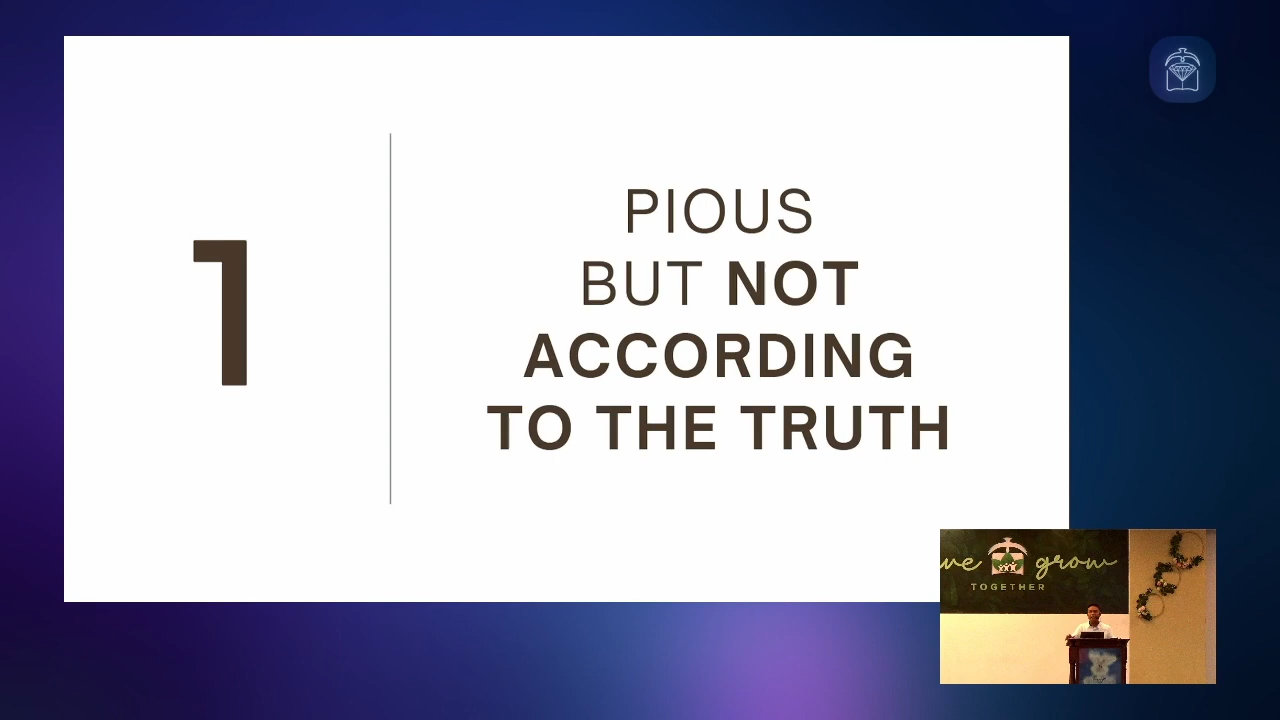 1
PIOUS
BUT NOT
ACCORDING
TO THE TRUTH
we grow
TOGETHER